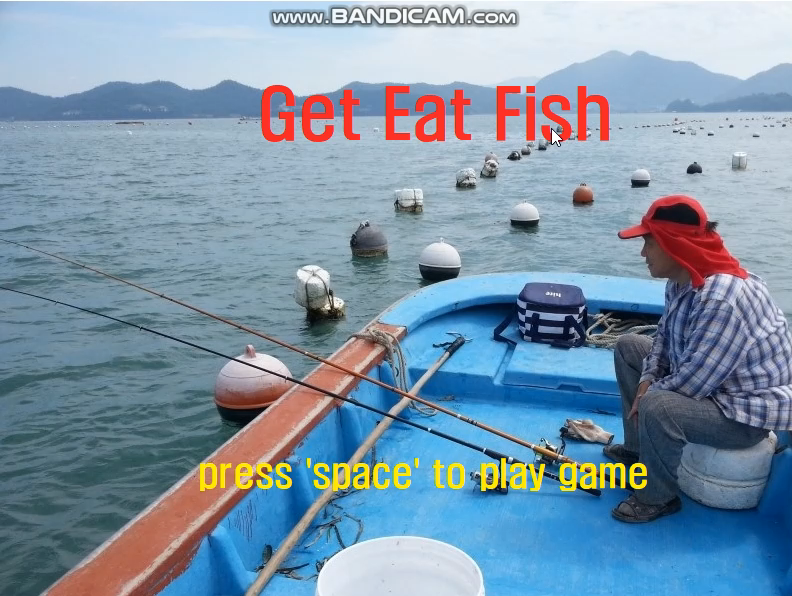 www.BANDICAM.com
Get Eat Fish
press 'space' to play game